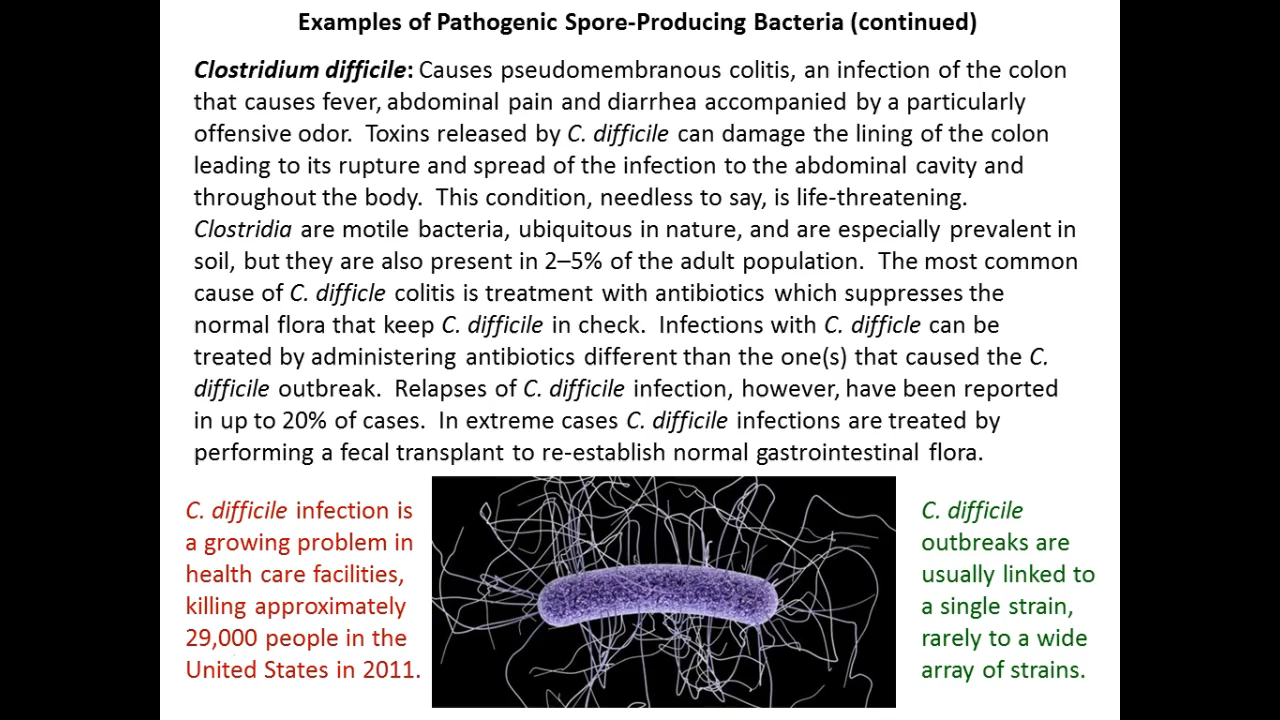 Examples of Pathogenic Spore-Producing Bacteria (continued)
Clostridium difficile: Causes pseudomembranous colitis, an infection of the colon
that causes fever, abdominal pain and diarrhea accompanied by a particularly
offensive odor. Toxins released by C. difficile can damage the lining of the colon
leading to its rupture and spread of the infection to the abdominal cavity and
throughout the body. This condition, needless to say, is life-threatening.
Clostridia are motile bacteria, ubiquitous in nature, and are especially prevalent in
soil, but they are also present in 2–5% of the adult population. The most common
cause of C. difficle colitis is treatment with antibiotics which suppresses the
normal flora that keep C. difficile in check. Infections with C. difficle can be
treated by administering antibiotics different than the one(s) that caused the C.
difficile outbreak. Relapses of C. difficile infection, however, have been reported
in up to 20% of cases. In extreme cases C. difficile infections are treated by
performing a fecal transplant to re-establish normal gastrointestinal flora.
C. difficile infection is
a growing problem in
health care facilities,
killing approximately
29,000 people in the
United States in 2011.
C. difficile
outbreaks are
usually linked to
a single strain,
rarely to a wide
array of strains.